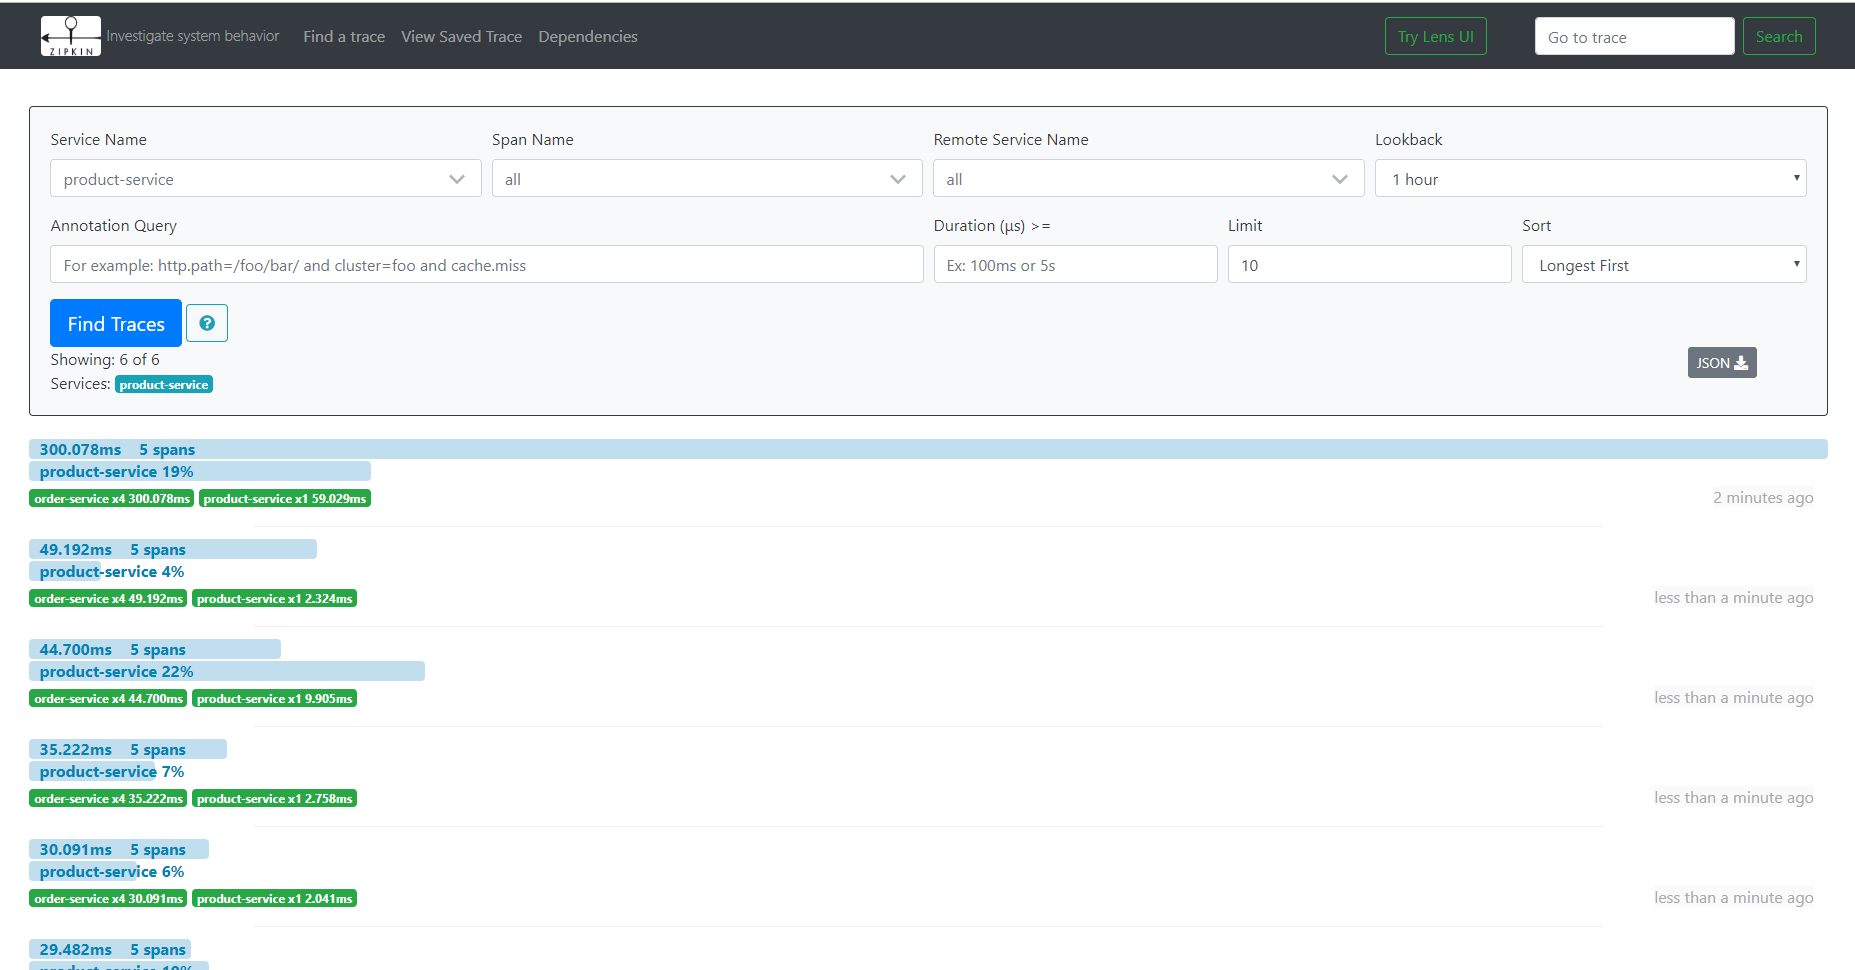 ZIPKIN Investigate system behavior Find a trace View Saved Trace Dependencies Try Lens UI Go to trace Search
Service Name Span Name Remote Service Name Lookback
product-service all all 1 hour
Annotation Query Duration (μs) >= Limit Sort
For example: http.path=/foo/bar/ and cluster=foo and cache.miss Ex: 100ms or 5s 10 Longest First
Find Traces ?
Showing: 6 of 6
JSON
Services: product-service
300.078ms 5 spans
product-service 19%
order-service x4 300.078ms product-service x1 59.029ms 2 minutes ago
49.192ms 5 spans
product-service 4%
order-service x4 49.192ms product-service x1 2.324ms less than a minute ago
44.700ms 5 spans
product-service 22%
order-service x4 44.700ms product-service x1 9.905ms less than a minute ago
35.222ms 5 spans
product-service 7%
order-service x4 35.222ms product-service x1 2.758ms less than a minute ago
30.091ms 5 spans
product-service 6%
order-service x4 30.091ms product-service x1 2.041ms less than a minute ago
29.482ms 5 spans
product-service 10%